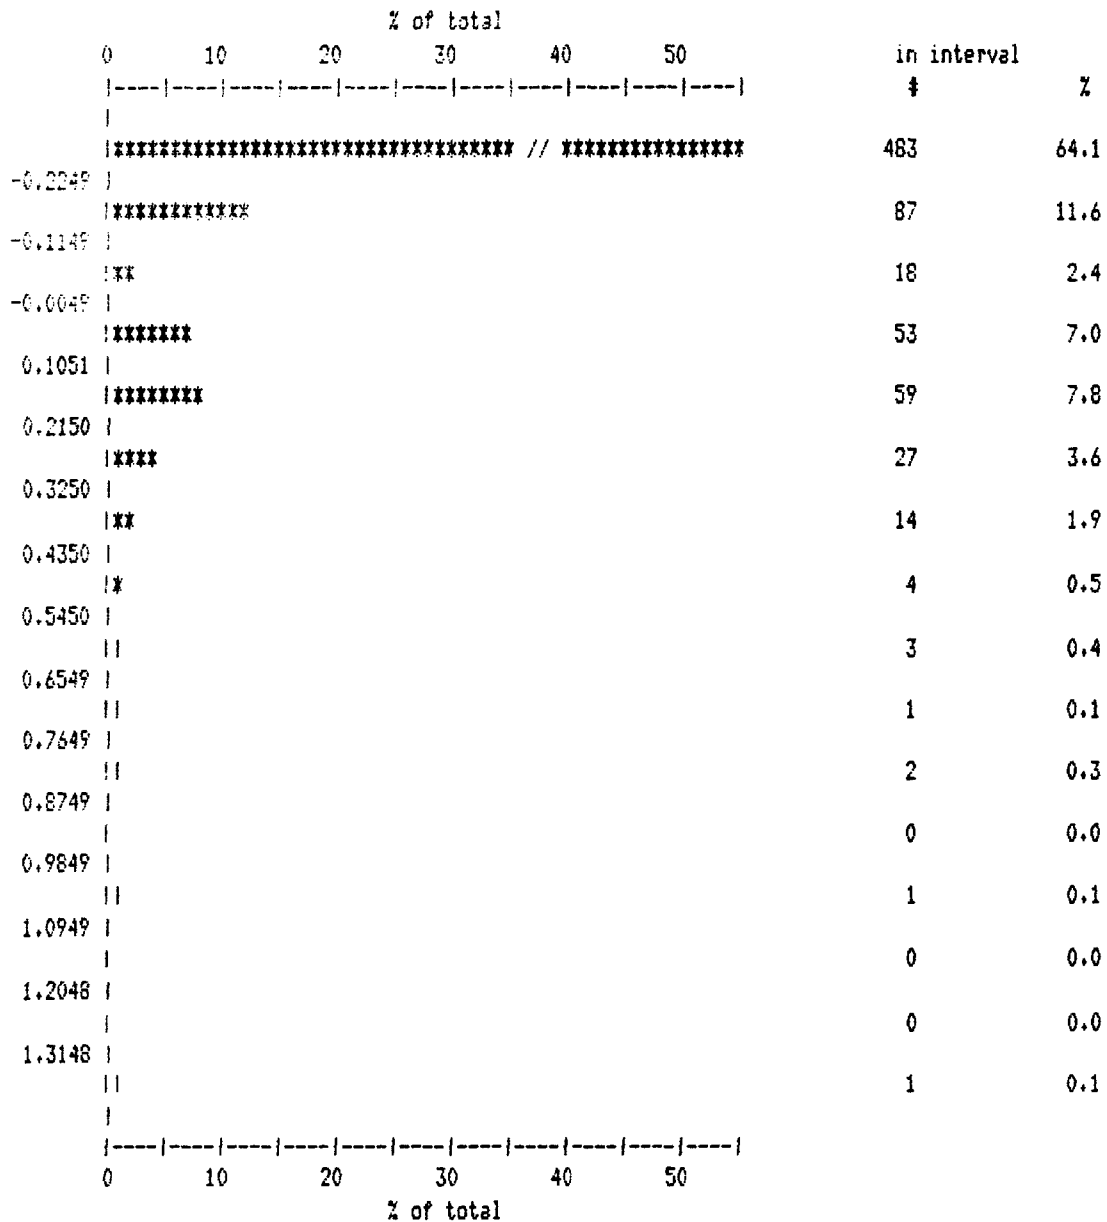 % of total
0 10 20 30 40 50 in interval
|----|----|----|----|----|----|----|----|----|----|----| # %
|
|*********************************** // **************** 483 64.1
-0.2249 |
|************ 87 11.6
-0.1149 |
|** 18 2.4
-0.0049 |
|******* 53 7.0
0.1051 |
|******** 59 7.8
0.2150 |
|**** 27 3.6
0.3250 |
|** 14 1.9
0.4350 |
|* 4 0.5
0.5450 |
|| 3 0.4
0.6549 |
|| 1 0.1
0.7649 |
|| 2 0.3
0.8749 |
| 0 0.0
0.9849 |
|| 1 0.1
1.0949 |
| 0 0.0
1.2048 |
| 0 0.0
1.3148 |
|| 1 0.1
|
|----|----|----|----|----|----|----|----|----|----|----|
0 10 20 30 40 50
% of total